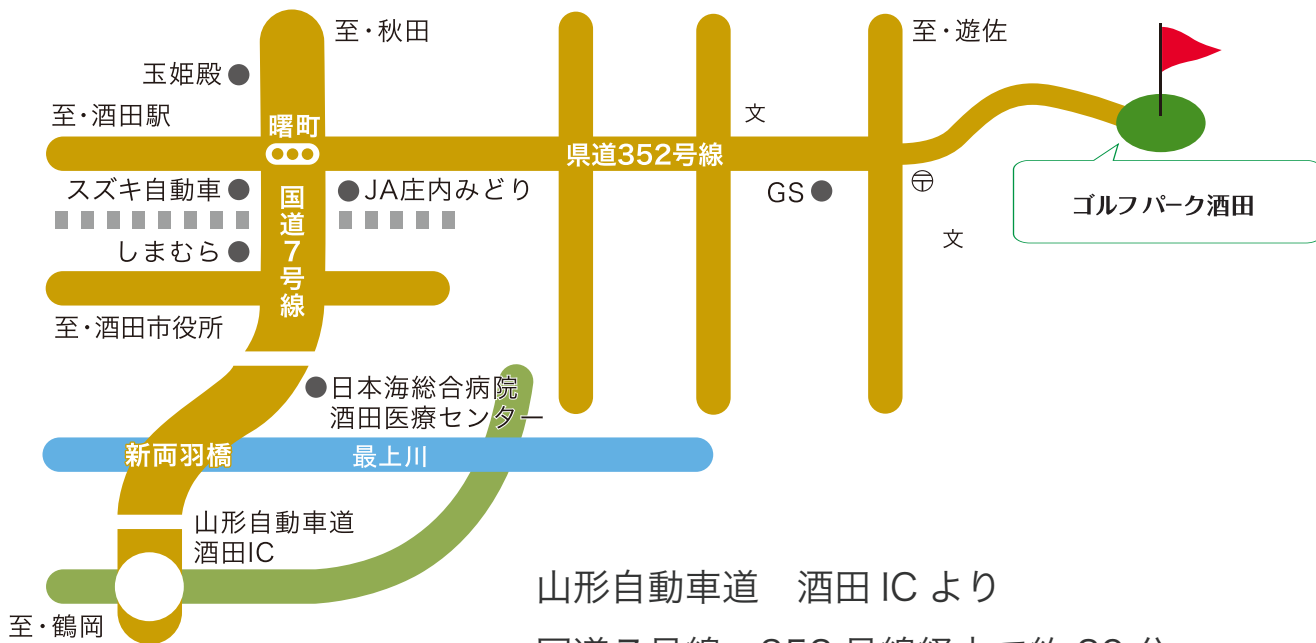 至・秋田
至・遊佐
玉姫殿
至・酒田駅
曙町
文
県道352号線
スズキ自動車
JA庄内みどり
GS
〒
ゴルフパーク酒田
国道7号線
しまむら
文
至・酒田市役所
日本海総合病院
酒田医療センター
新両羽橋
最上川
山形自動車道
酒田IC
至・鶴岡
山形自動車道 酒田 IC より